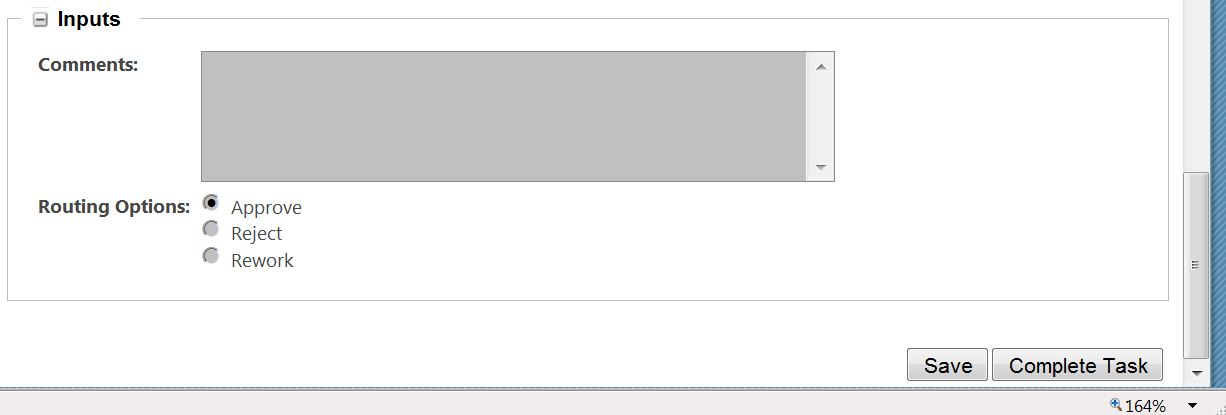 Inputs
Comments:
Routing Options:
Approve
Reject
Rework
Save
Complete Task
164%